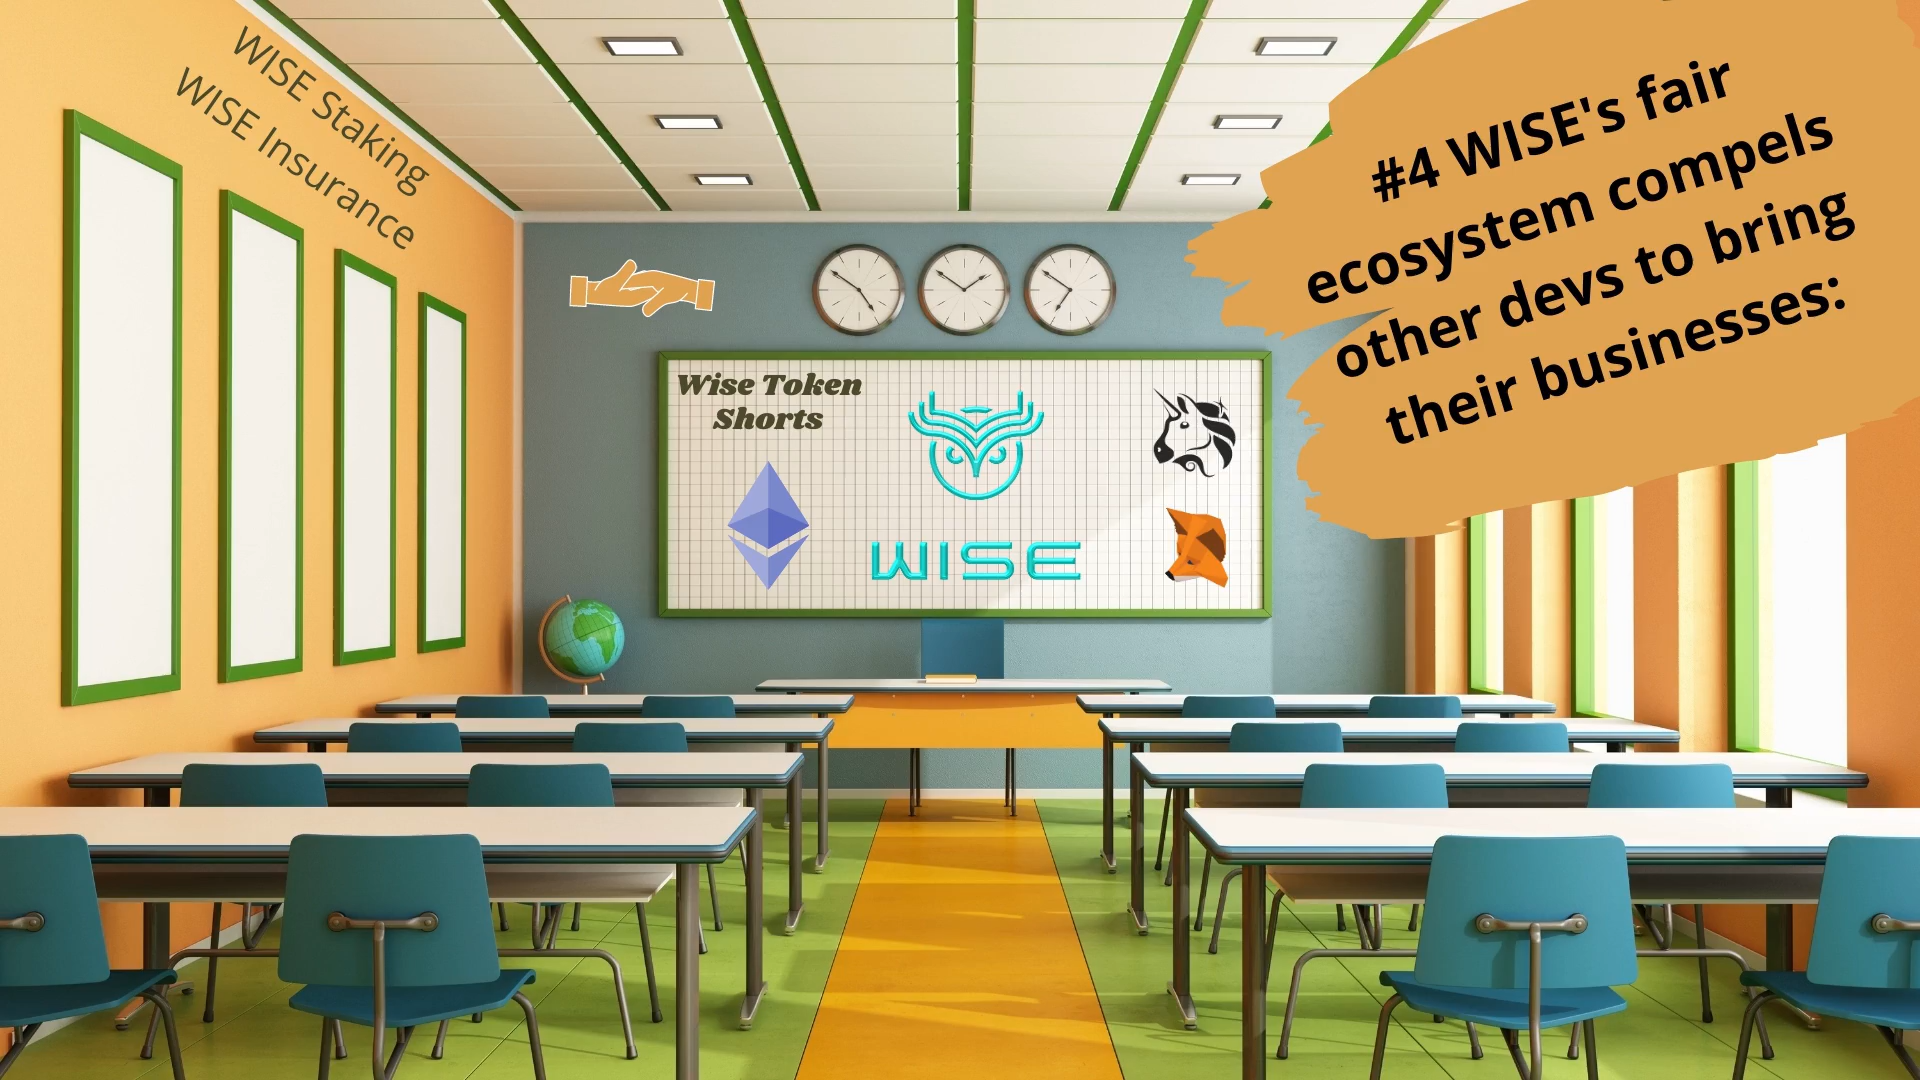 WISE Staking
WISE Insurance
#4 WISE's fair
ecosystem compels
other devs to bring
their businesses:
Wise Token
Shorts
WISE